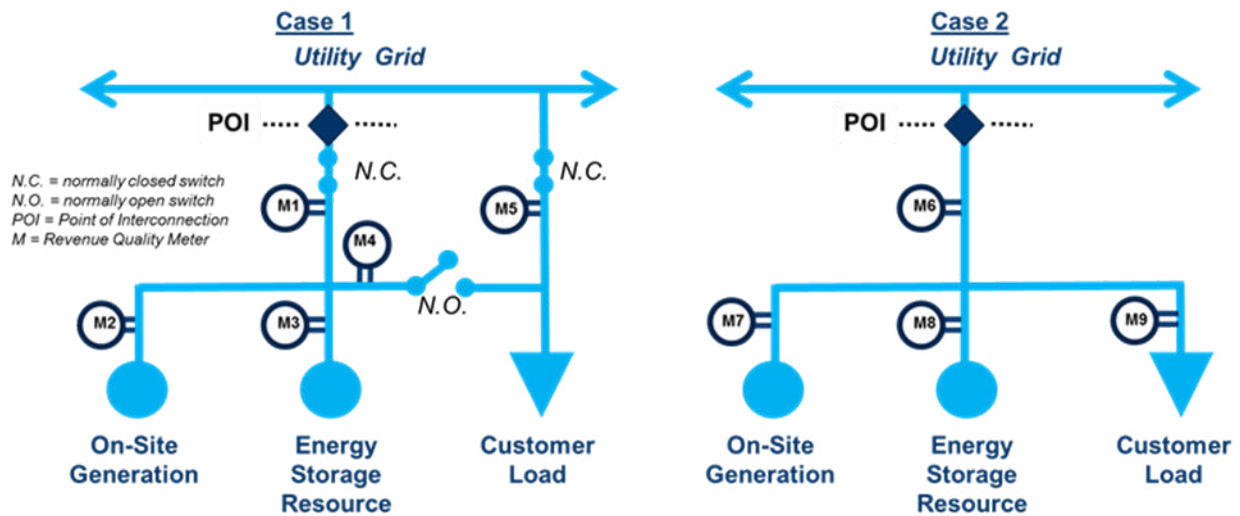 Case 1
Utility Grid
POI
N.C.
N.C.
N.C. = normally closed switch
N.O. = normally open switch
POI = Point of Interconnection
M = Revenue Quality Meter
M1
M5
M4
N.O.
M2
M3
On-Site
Generation
Energy
Storage
Resource
Customer
Load
Case 2
Utility Grid
POI
M6
M7
M8
M9
On-Site
Generation
Energy
Storage
Resource
Customer
Load